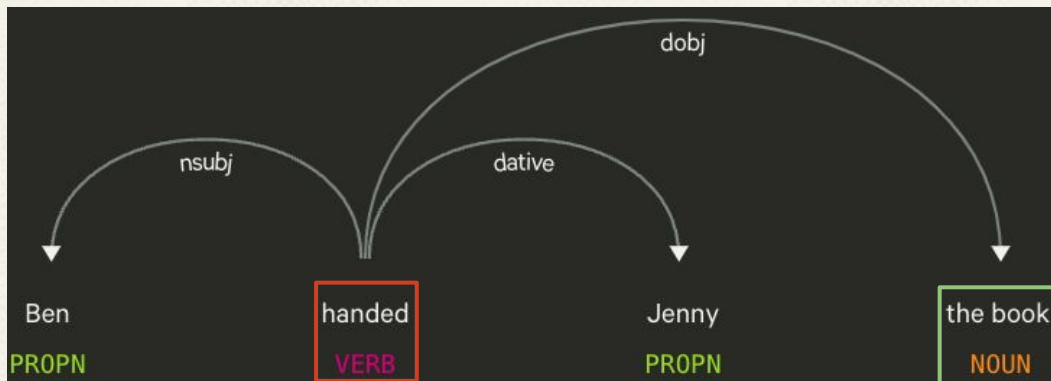 dobj
nsubj dative
Ben handed Jenny the book
PROPN VERB PROPN NOUN